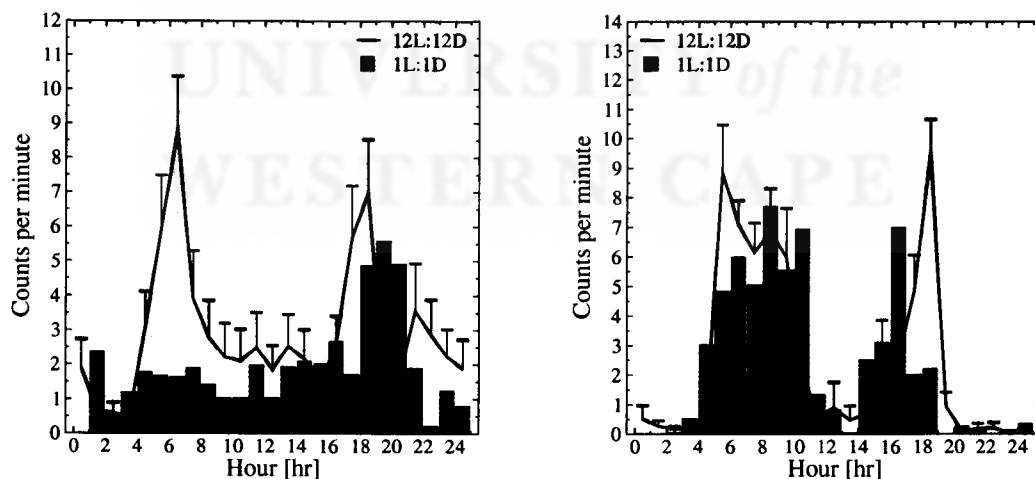 UNIVERSITY of the
WESTERN CAPE
12
11
10
9
8
7
6
5
4
3
2
1
0
Counts per minute
12L:12D
1L:1D
0 2 4 6 8 10 12 14 16 18 20 22 24
Hour [hr]
14
13
12
11
10
9
8
7
6
5
4
3
2
1
0
Counts per minute
12L:12D
1L:1D
0 2 4 6 8 10 12 14 16 18 20 22 24
Hour [hr]